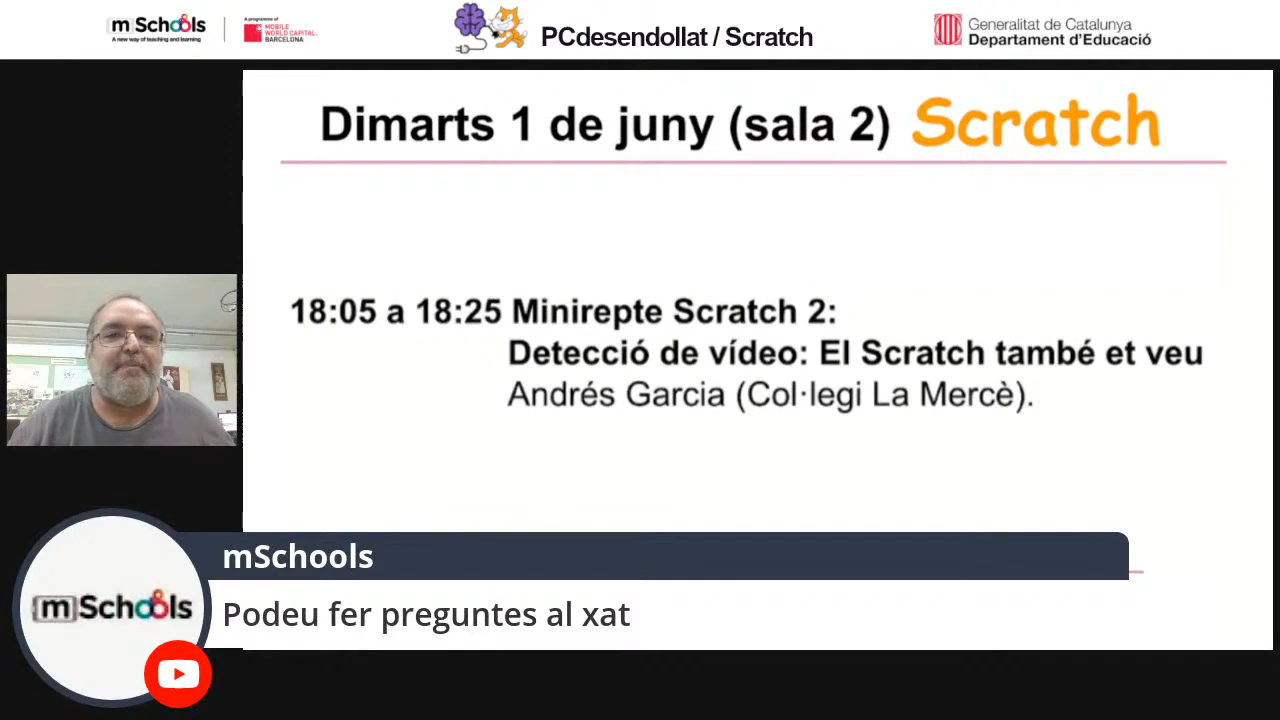 mSchools
A new way of teaching and learning
A programme of
MOBILE
WORLD CAPITAL
BARCELONA
PCdesendollat / Scratch
Generalitat de Catalunya
Departament d'Educació
Dimarts 1 de juny (sala 2) Scratch
18:05 a 18:25 Minirepte Scratch 2:
Detecció de vídeo: El Scratch també et veu
Andrés Garcia (Col·legi La Mercè).
mSchools
mSchools
Podeu fer preguntes al xat